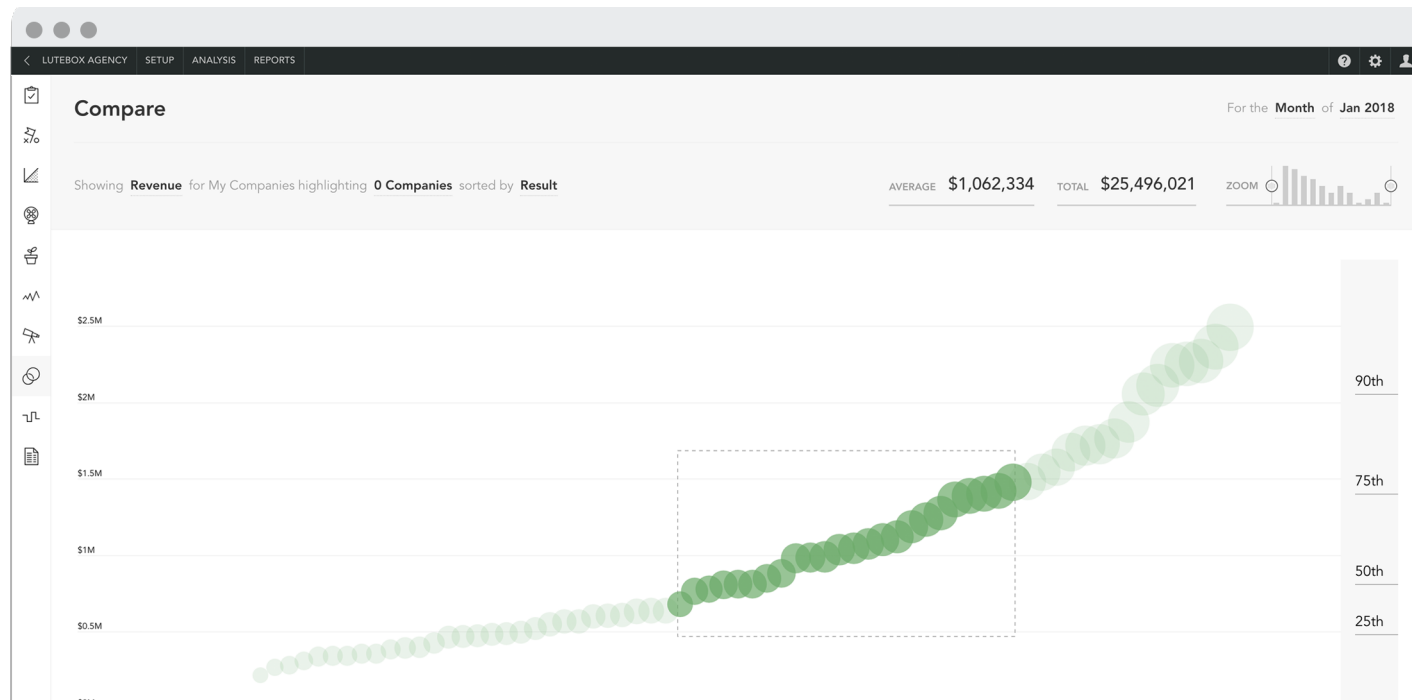 LUTEBOX AGENCY SETUP ANALYSIS REPORTS
Compare
For the Month of Jan 2018
Showing Revenue for My Companies highlighting 0 Companies sorted by Result
AVERAGE $1,062,334 TOTAL $25,496,021 ZOOM
$2.5M
90th
$2M
$1.5M
75th
$1M
50th
$0.5M
25th